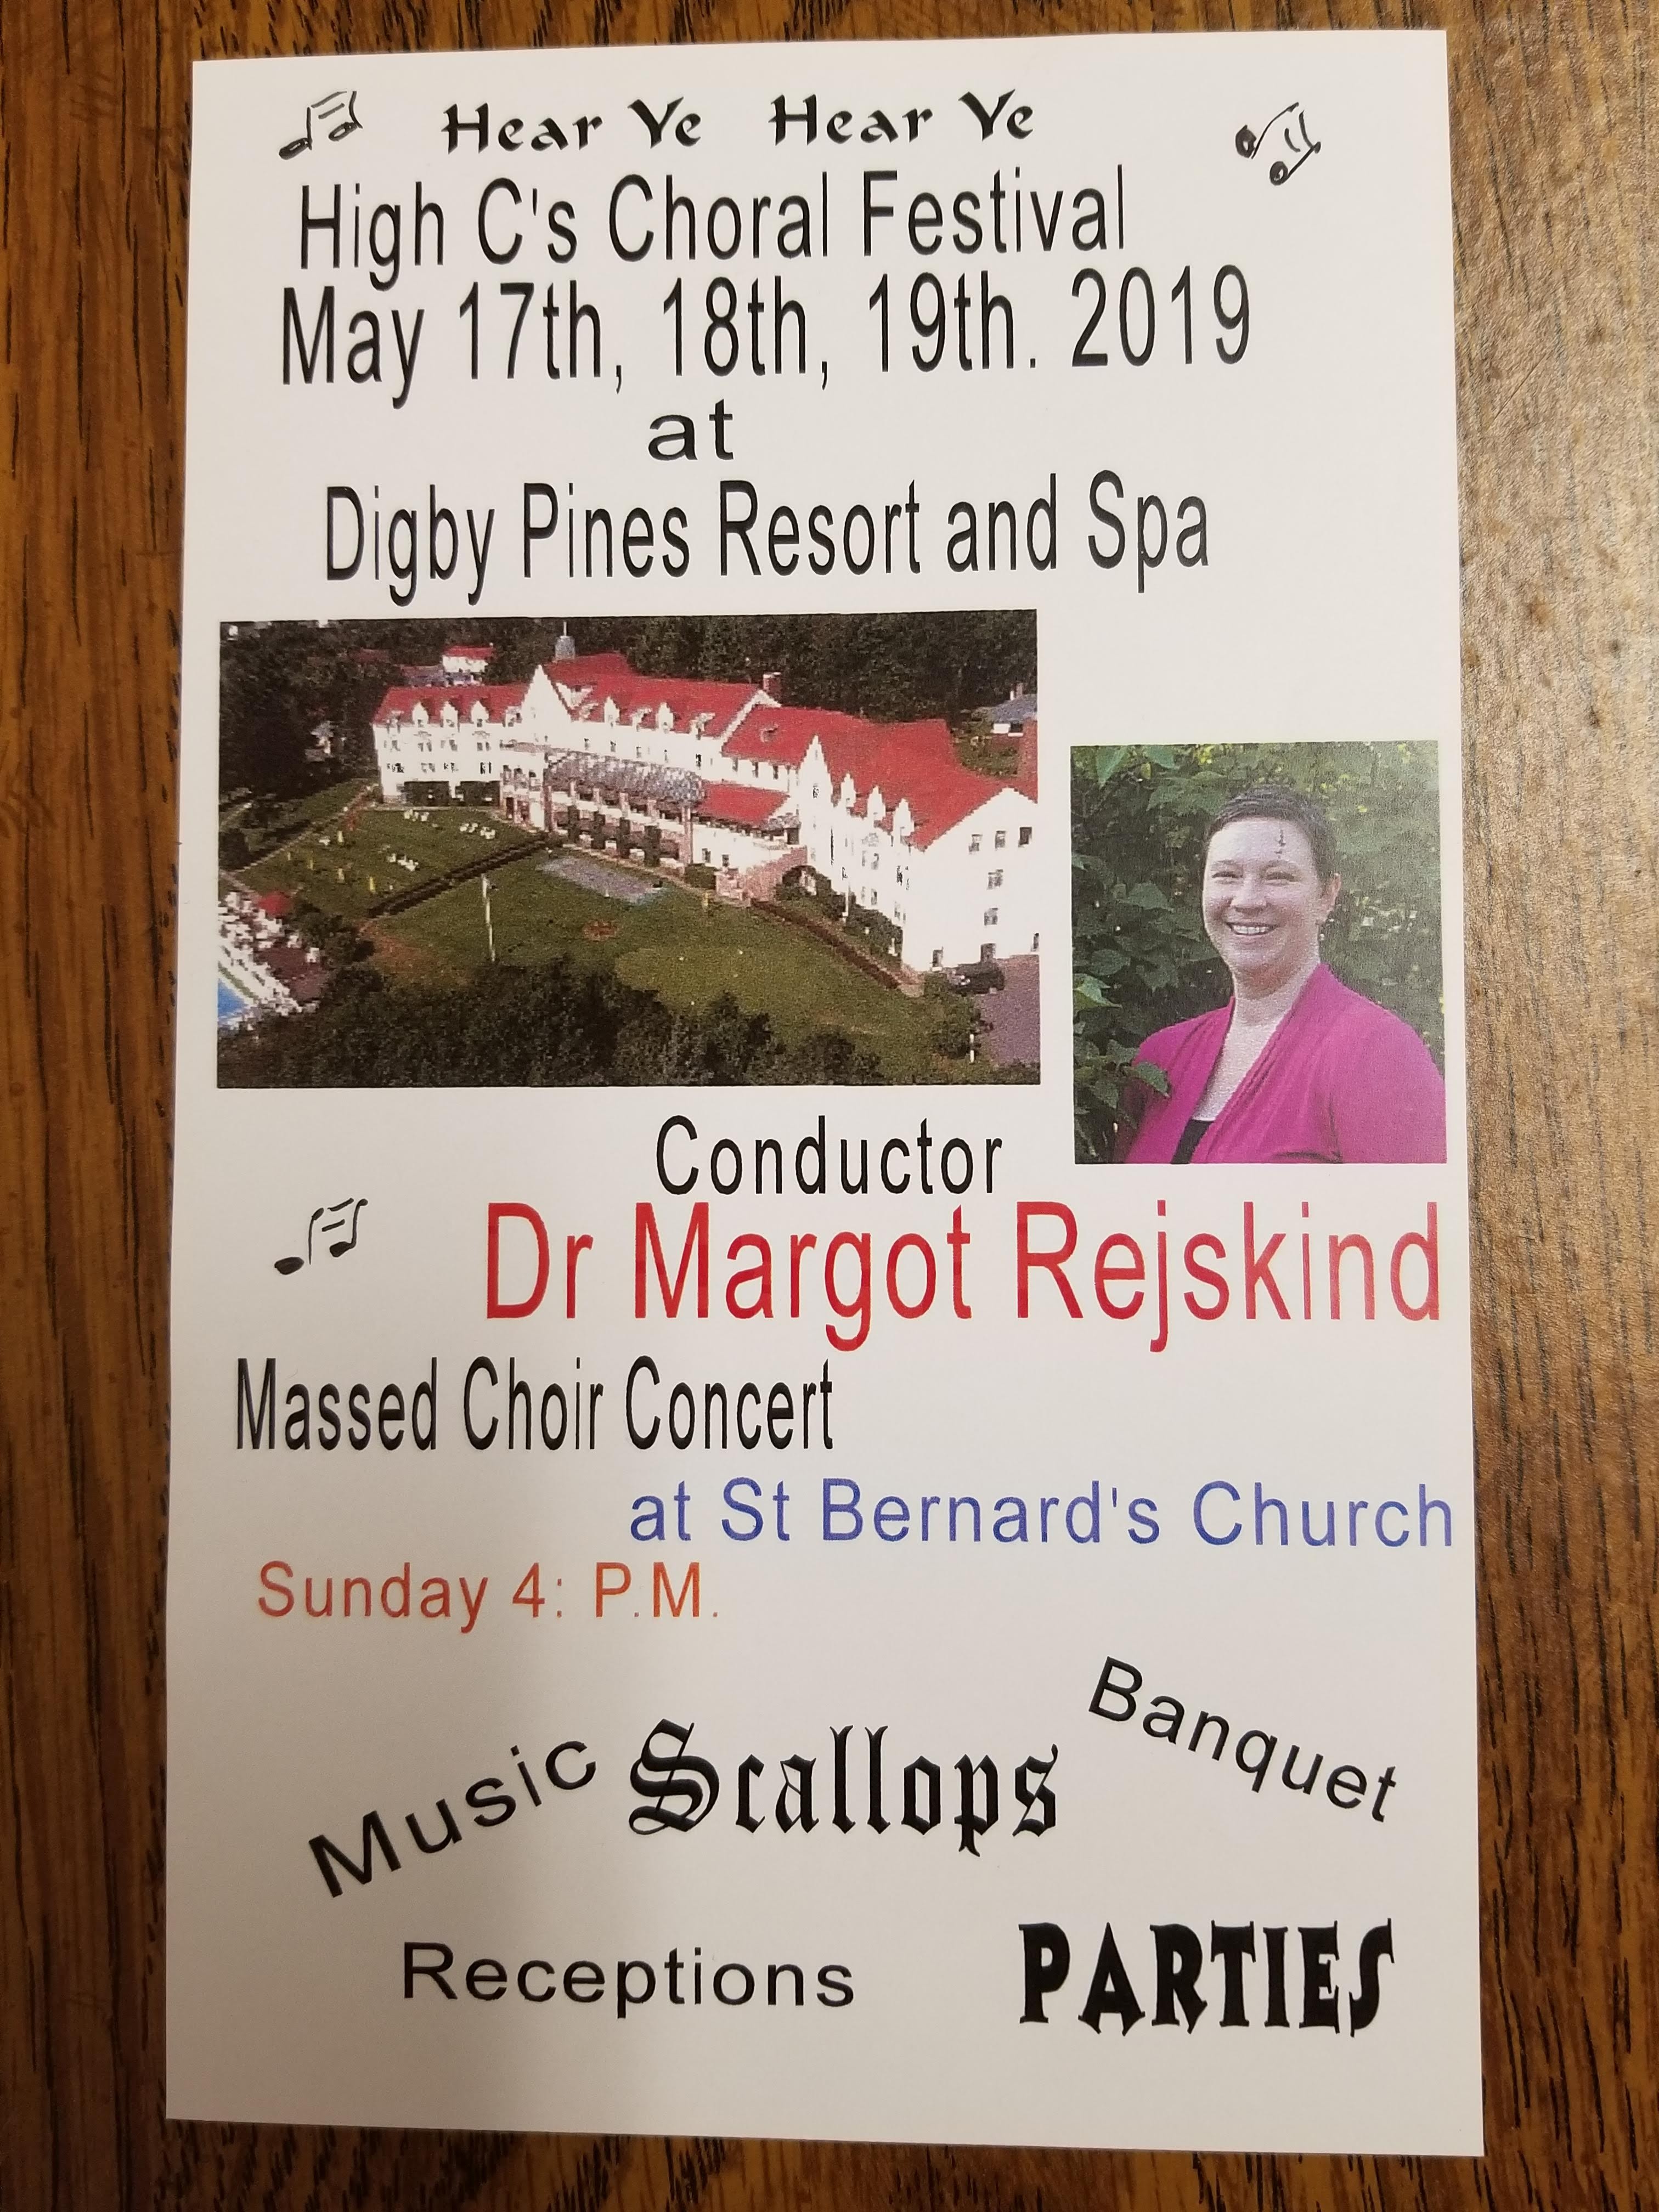 Hear Ye Hear Ye
High C's Choral Festival
May 17th, 18th, 19th. 2019
at
Digby Pines Resort and Spa
Conductor
Dr Margot Rejskind
Massed Choir Concert
at St Bernard's Church
Sunday 4: P.M.
Music Scallops Banquet
Receptions PARTIES